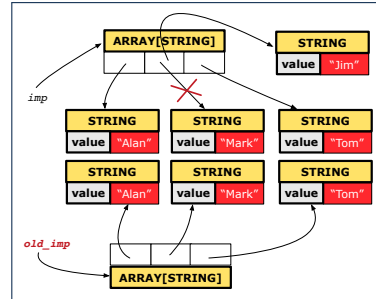 ARRAY[STRING]
STRING
value "Jim"
imp
STRING STRING STRING
value "Alan" value "Mark" value "Tom"
STRING STRING STRING
value "Alan" value "Mark" value "Tom"
old_imp
ARRAY[STRING]